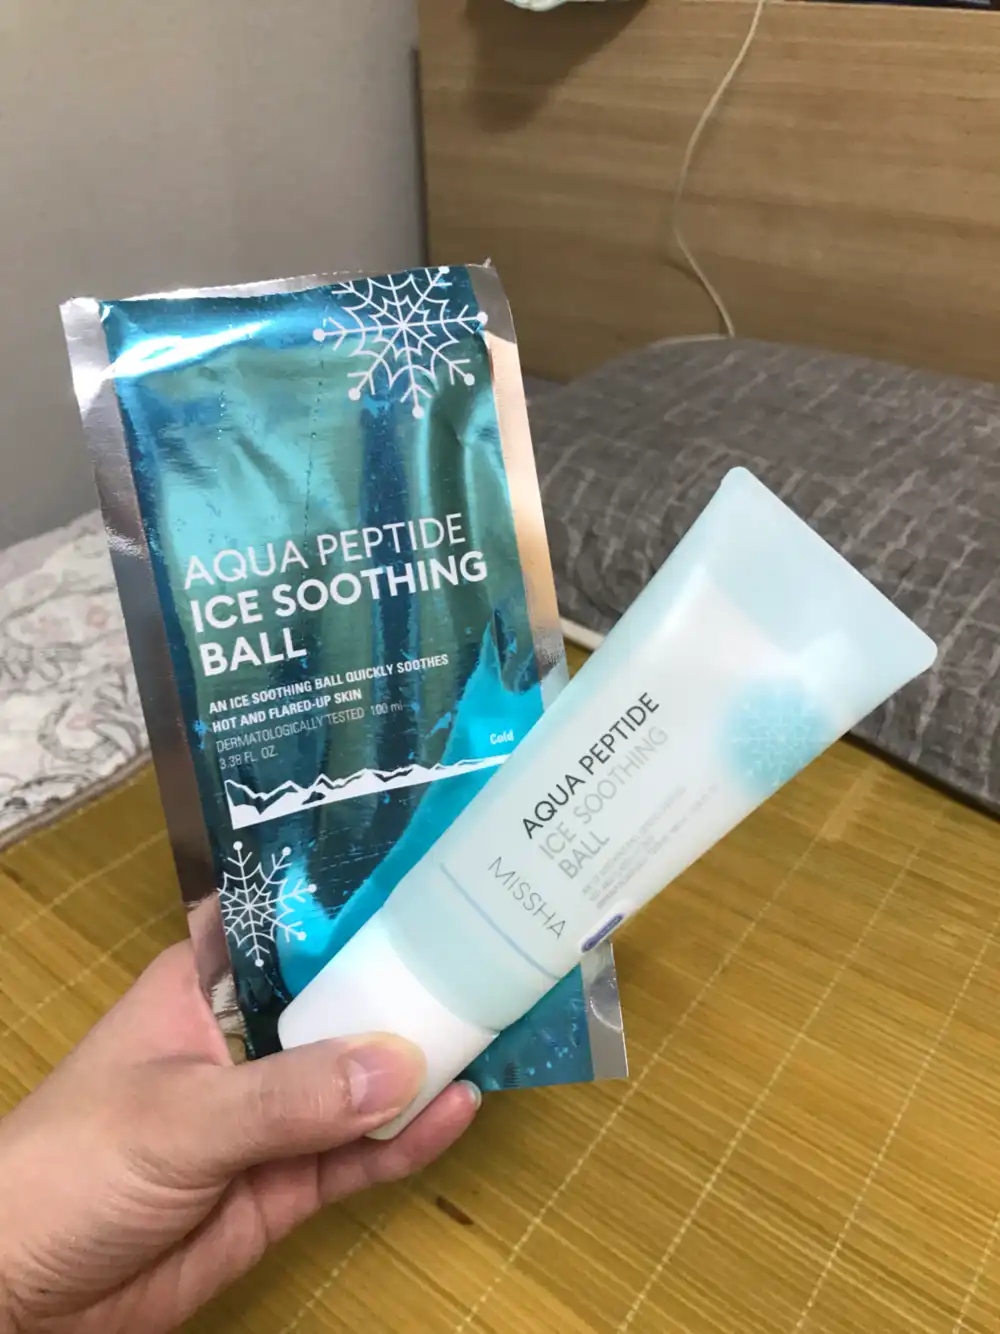 AQUA PEPTIDE
ICE SOOTHING
BALL
AN ICE SOOTHING BALL QUICKLY SOOTHES
HOT AND FLARED-UP SKIN
DERMATOLOGICALLY TESTED 100 ml
3.38 FL. OZ.
Cold
AQUA PEPTIDE
ICE SOOTHING
BALL
MISSHA